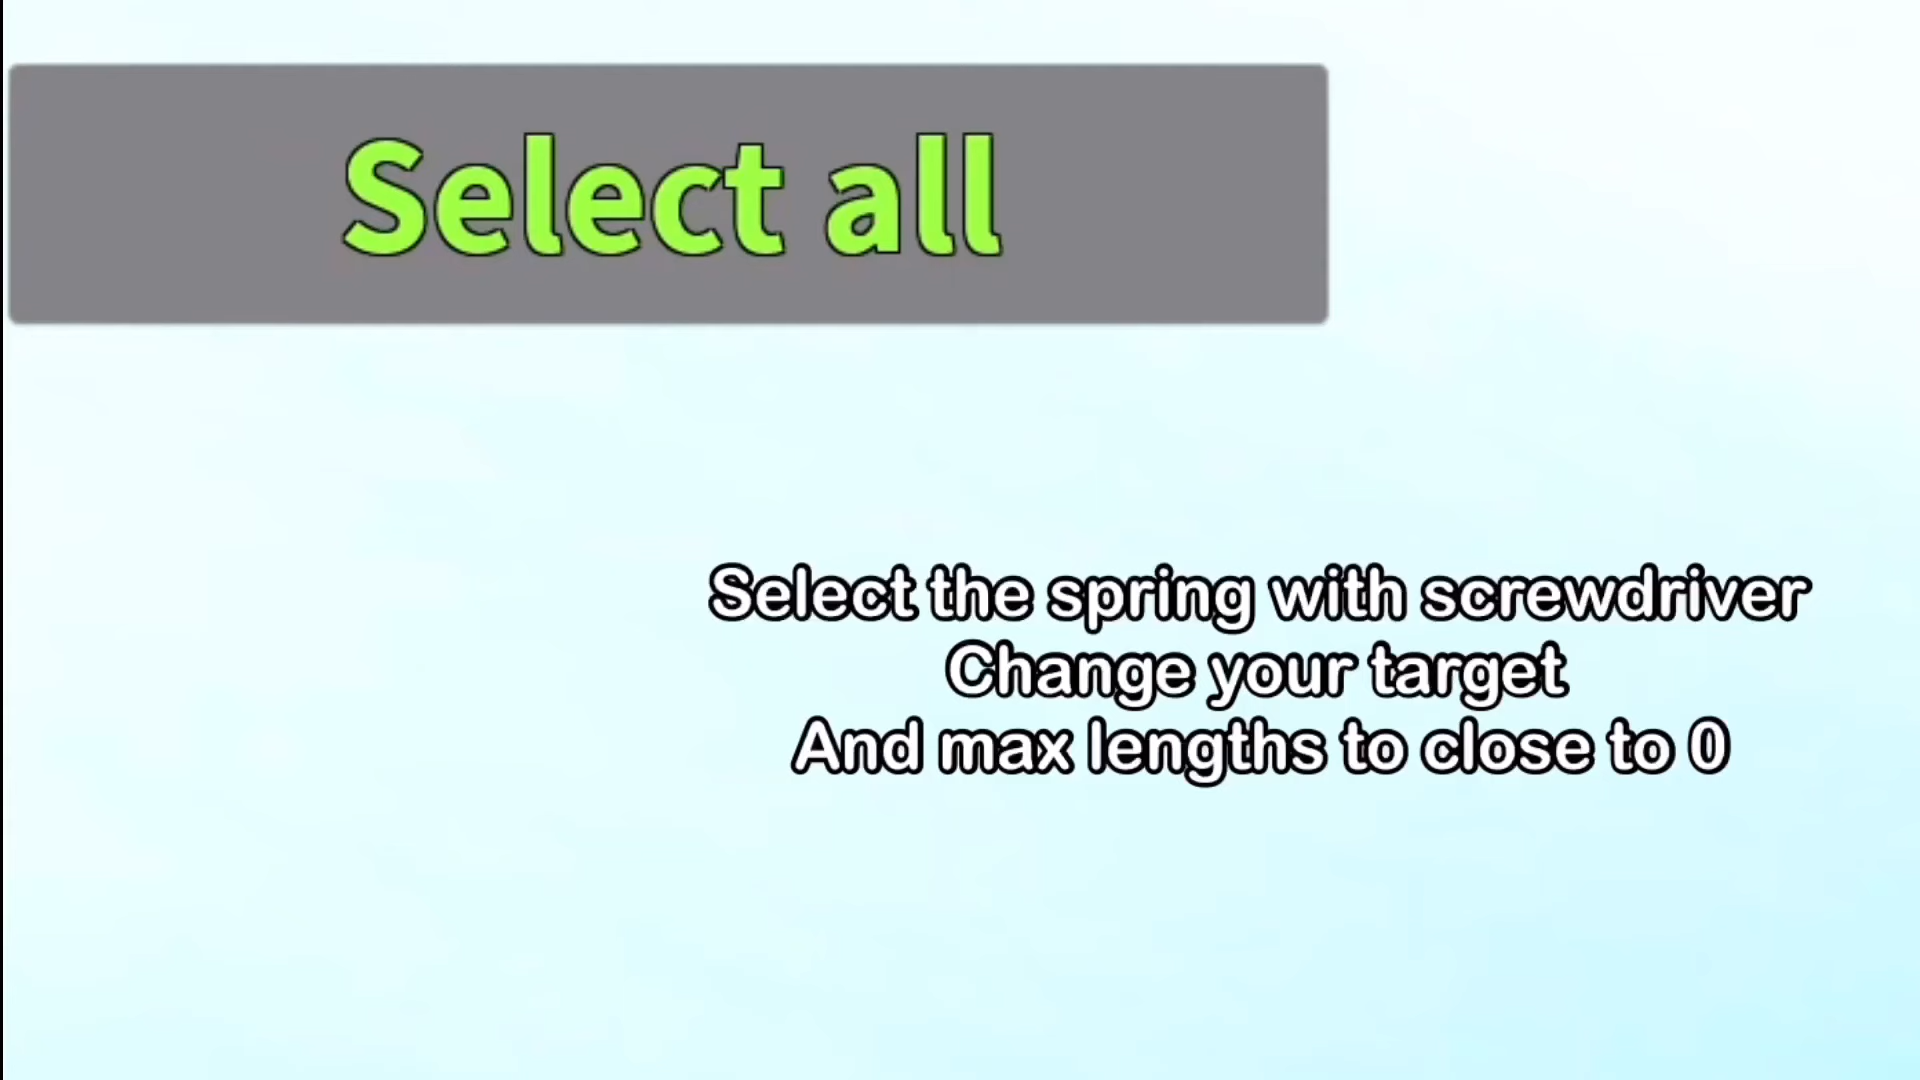 Select all
Select the spring with screwdriver
Change your target
And max lengths to close to 0